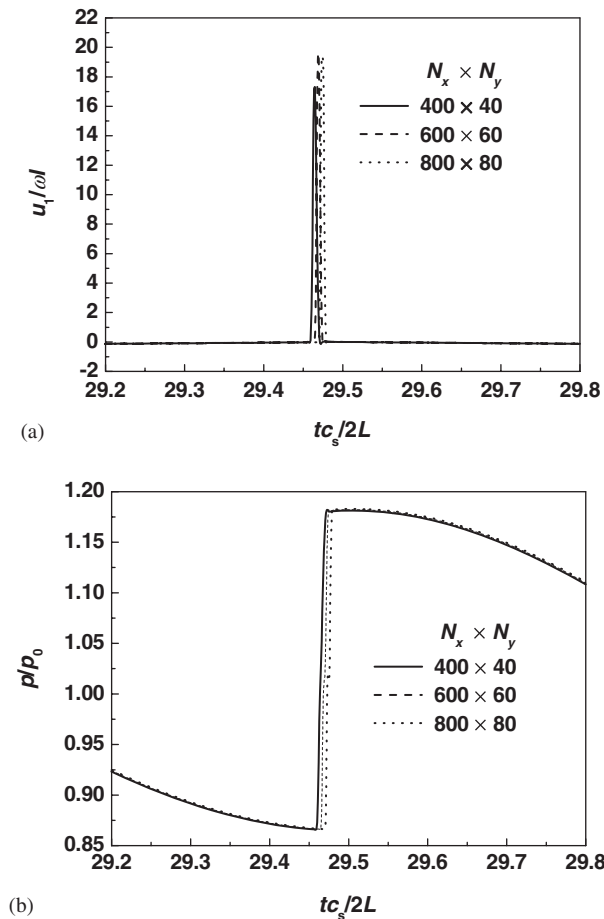 22
20
18
16
14
12
10
8
6
4
2
0
-2
u₁/ωl
Nₓ × Nᵧ
400 × 40
600 × 60
800 × 80
29.2 29.3 29.4 29.5 29.6 29.7 29.8
(a)
tcₛ/2L
1.20
1.15
1.10
1.05
1.00
0.95
0.90
0.85
p/p₀
Nₓ × Nᵧ
400 × 40
600 × 60
800 × 80
29.2 29.3 29.4 29.5 29.6 29.7 29.8
(b)
tcₛ/2L